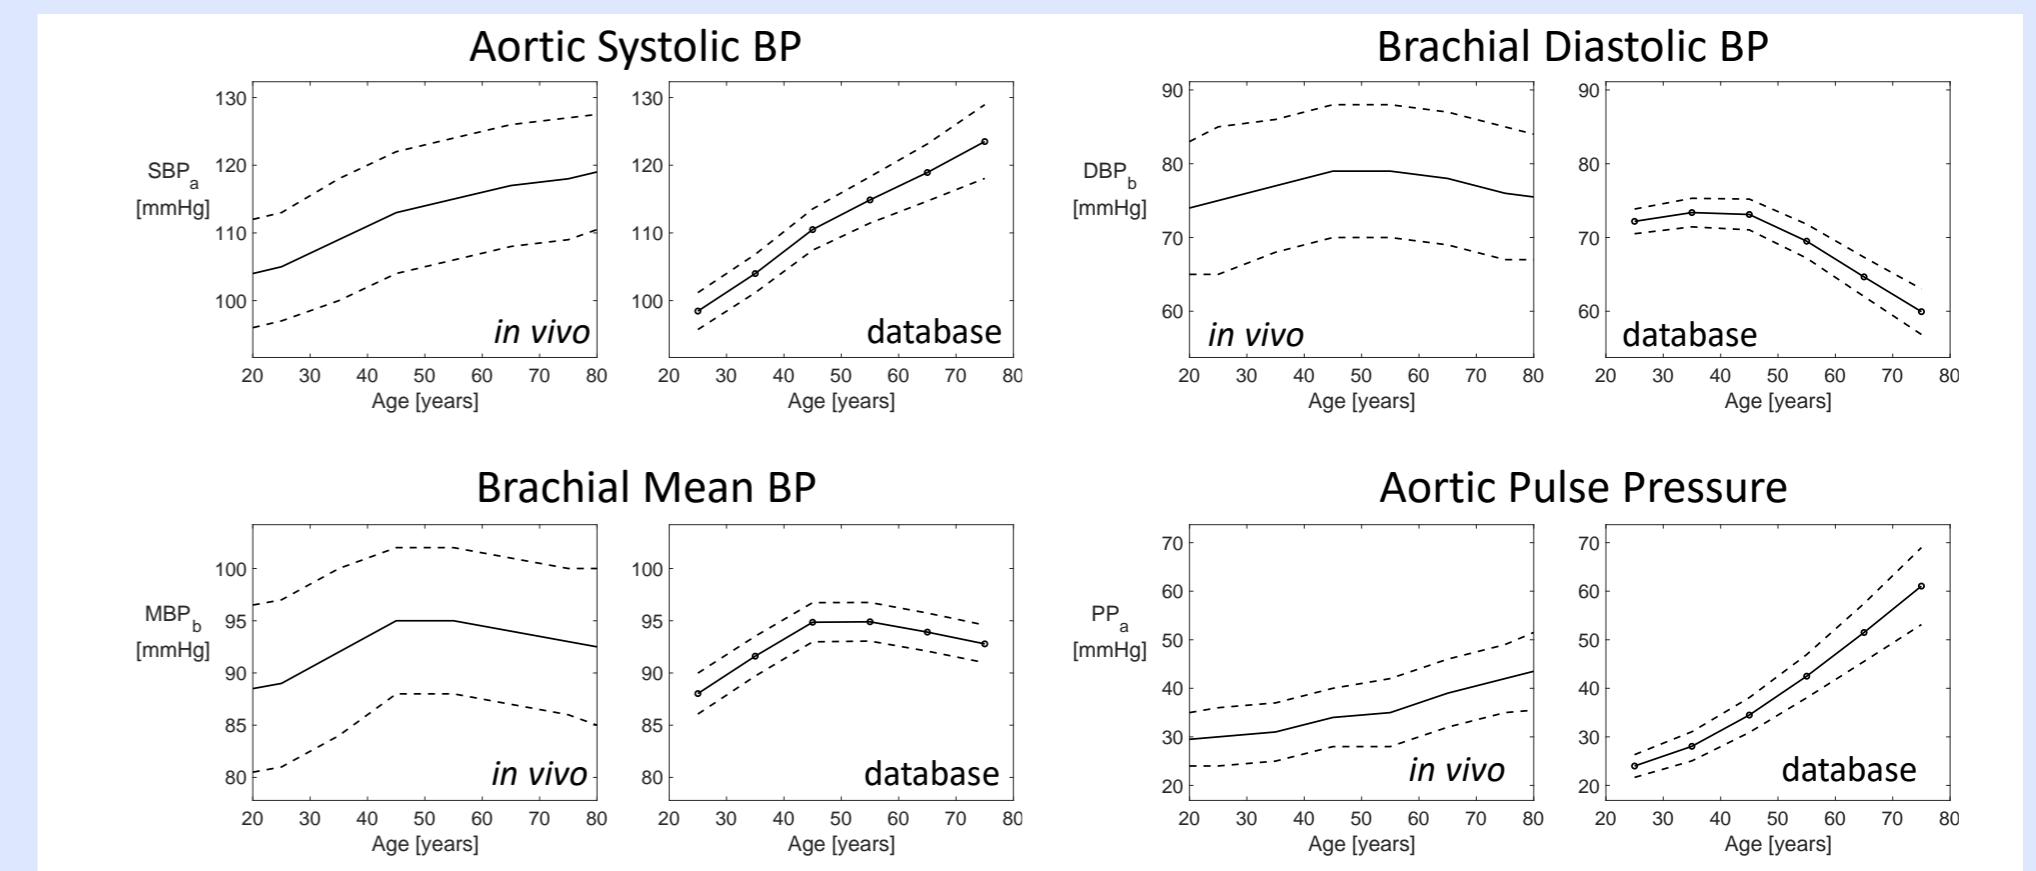 Aortic Systolic BP
130
120
110
100
SBPa
[mmHg]
in vivo
20 30 40 50 60 70 80
Age [years]
130
120
110
100
database
20 30 40 50 60 70 80
Age [years]
Brachial Diastolic BP
90
80
70
60
DBPb
[mmHg]
in vivo
20 30 40 50 60 70 80
Age [years]
90
80
70
60
database
20 30 40 50 60 70 80
Age [years]
Brachial Mean BP
100
95
90
85
80
MBPb
[mmHg]
in vivo
20 30 40 50 60 70 80
Age [years]
100
95
90
85
80
database
20 30 40 50 60 70 80
Age [years]
Aortic Pulse Pressure
70
60
50
40
30
20
PPa
[mmHg]
in vivo
20 30 40 50 60 70 80
Age [years]
70
60
50
40
30
20
database
20 30 40 50 60 70 80
Age [years]